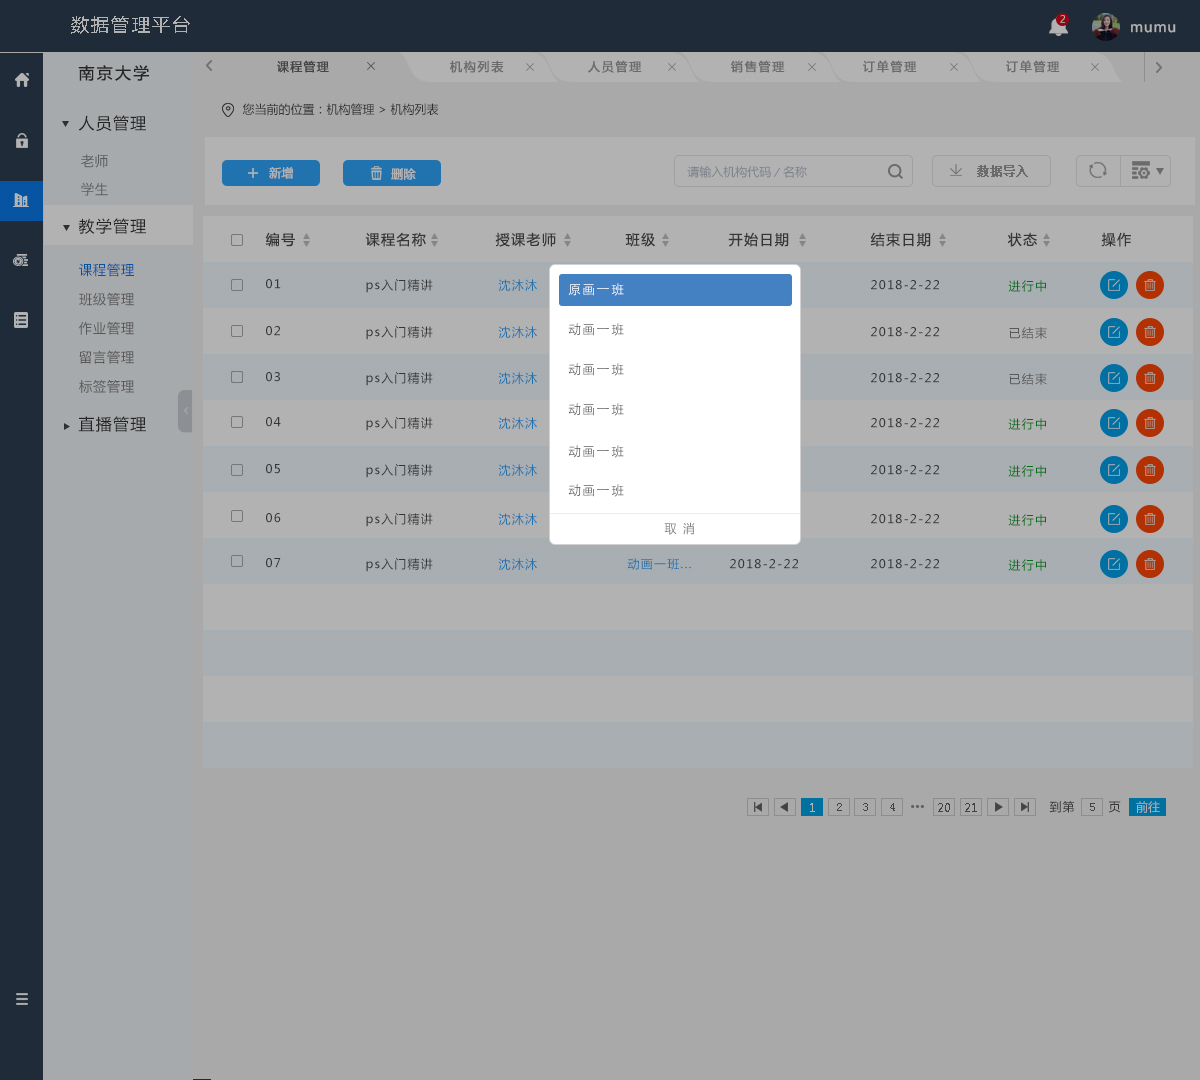 数据管理平台
2
mumu
南京大学
课程管理
机构列表
人员管理
销售管理
订单管理
订单管理
您当前的位置：机构管理 > 机构列表
人员管理
老师
学生
教学管理
课程管理
班级管理
作业管理
留言管理
标签管理
直播管理
新增
删除
请输入机构代码 / 名称
数据导入
编号 课程名称 授课老师 班级 开始日期 结束日期 状态 操作
01 ps入门精讲 沈沐沐 2018-2-22 进行中
02 ps入门精讲 沈沐沐 2018-2-22 已结束
03 ps入门精讲 沈沐沐 2018-2-22 已结束
04 ps入门精讲 沈沐沐 2018-2-22 进行中
05 ps入门精讲 沈沐沐 2018-2-22 进行中
06 ps入门精讲 沈沐沐 2018-2-22 进行中
07 ps入门精讲 沈沐沐 动画一班... 2018-2-22 2018-2-22 进行中
原画一班
动画一班
动画一班
动画一班
动画一班
动画一班
取 消
1 2 3 4 ••• 20 21 到第 5 页 前往